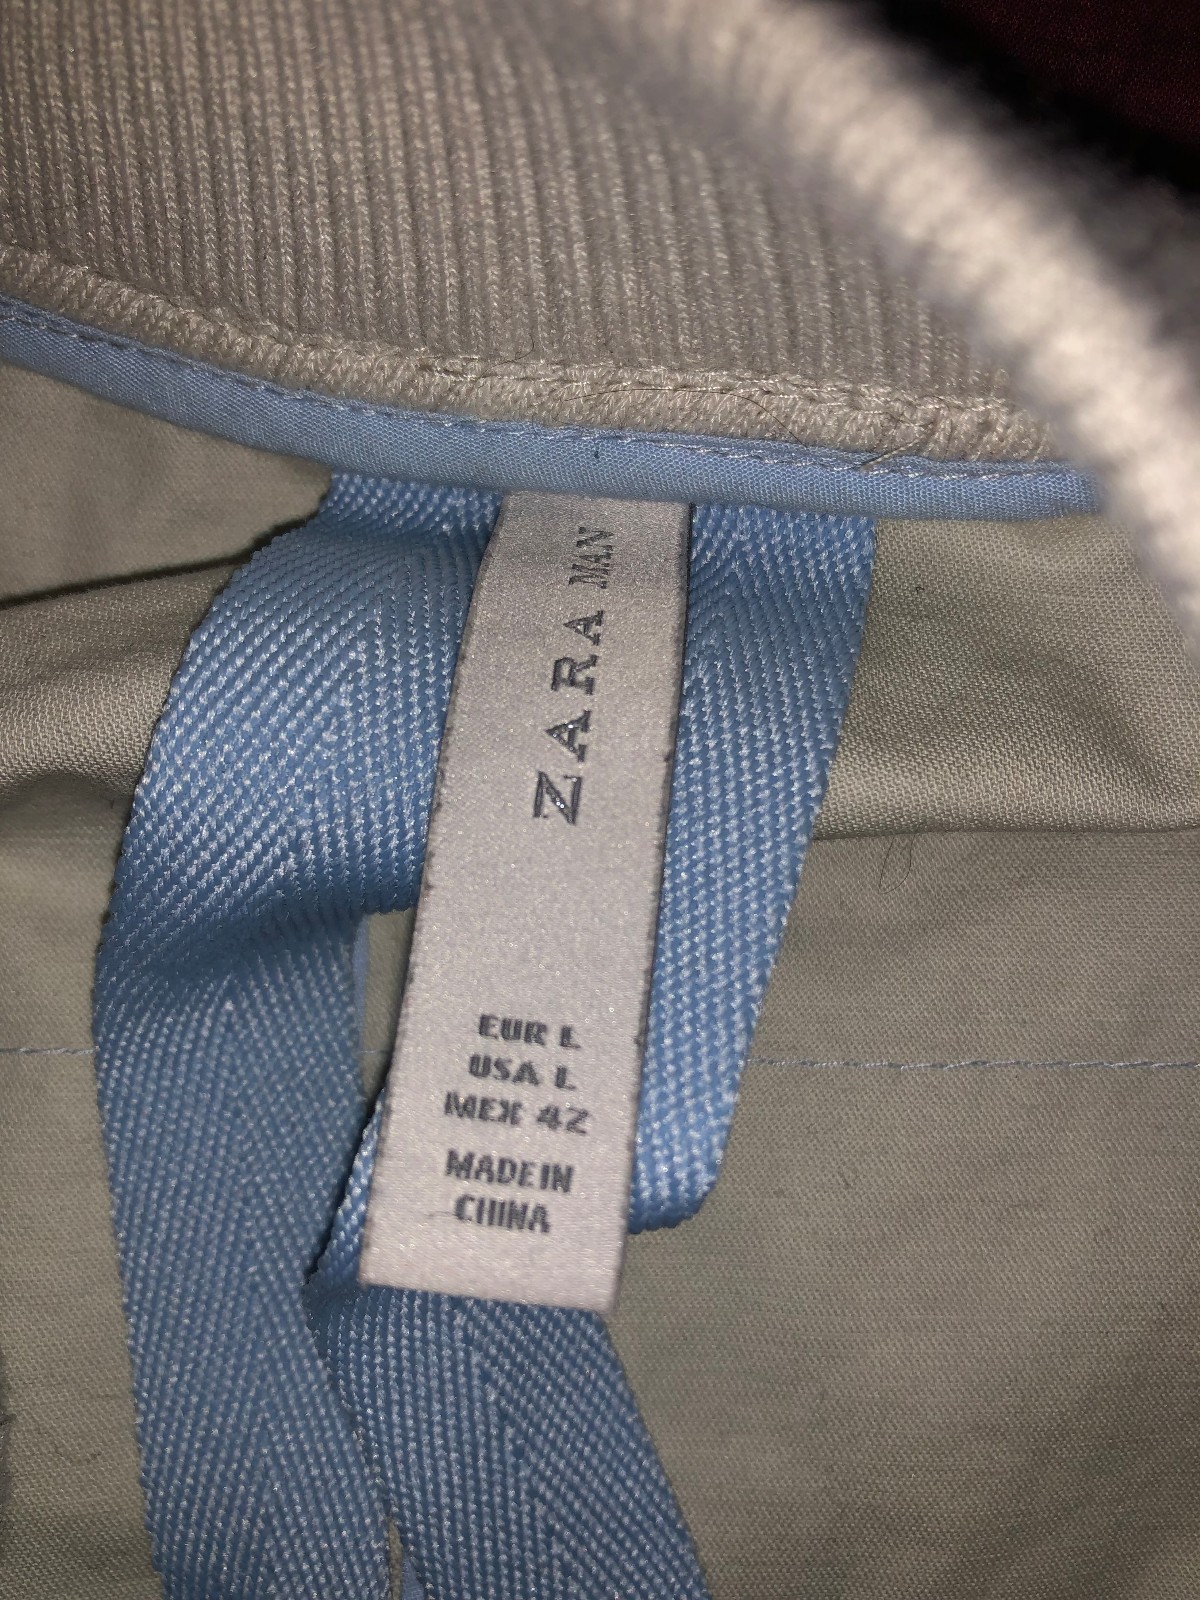 ZARA MAN
EUR L
USA L
MEX 42
MADE IN
CHINA